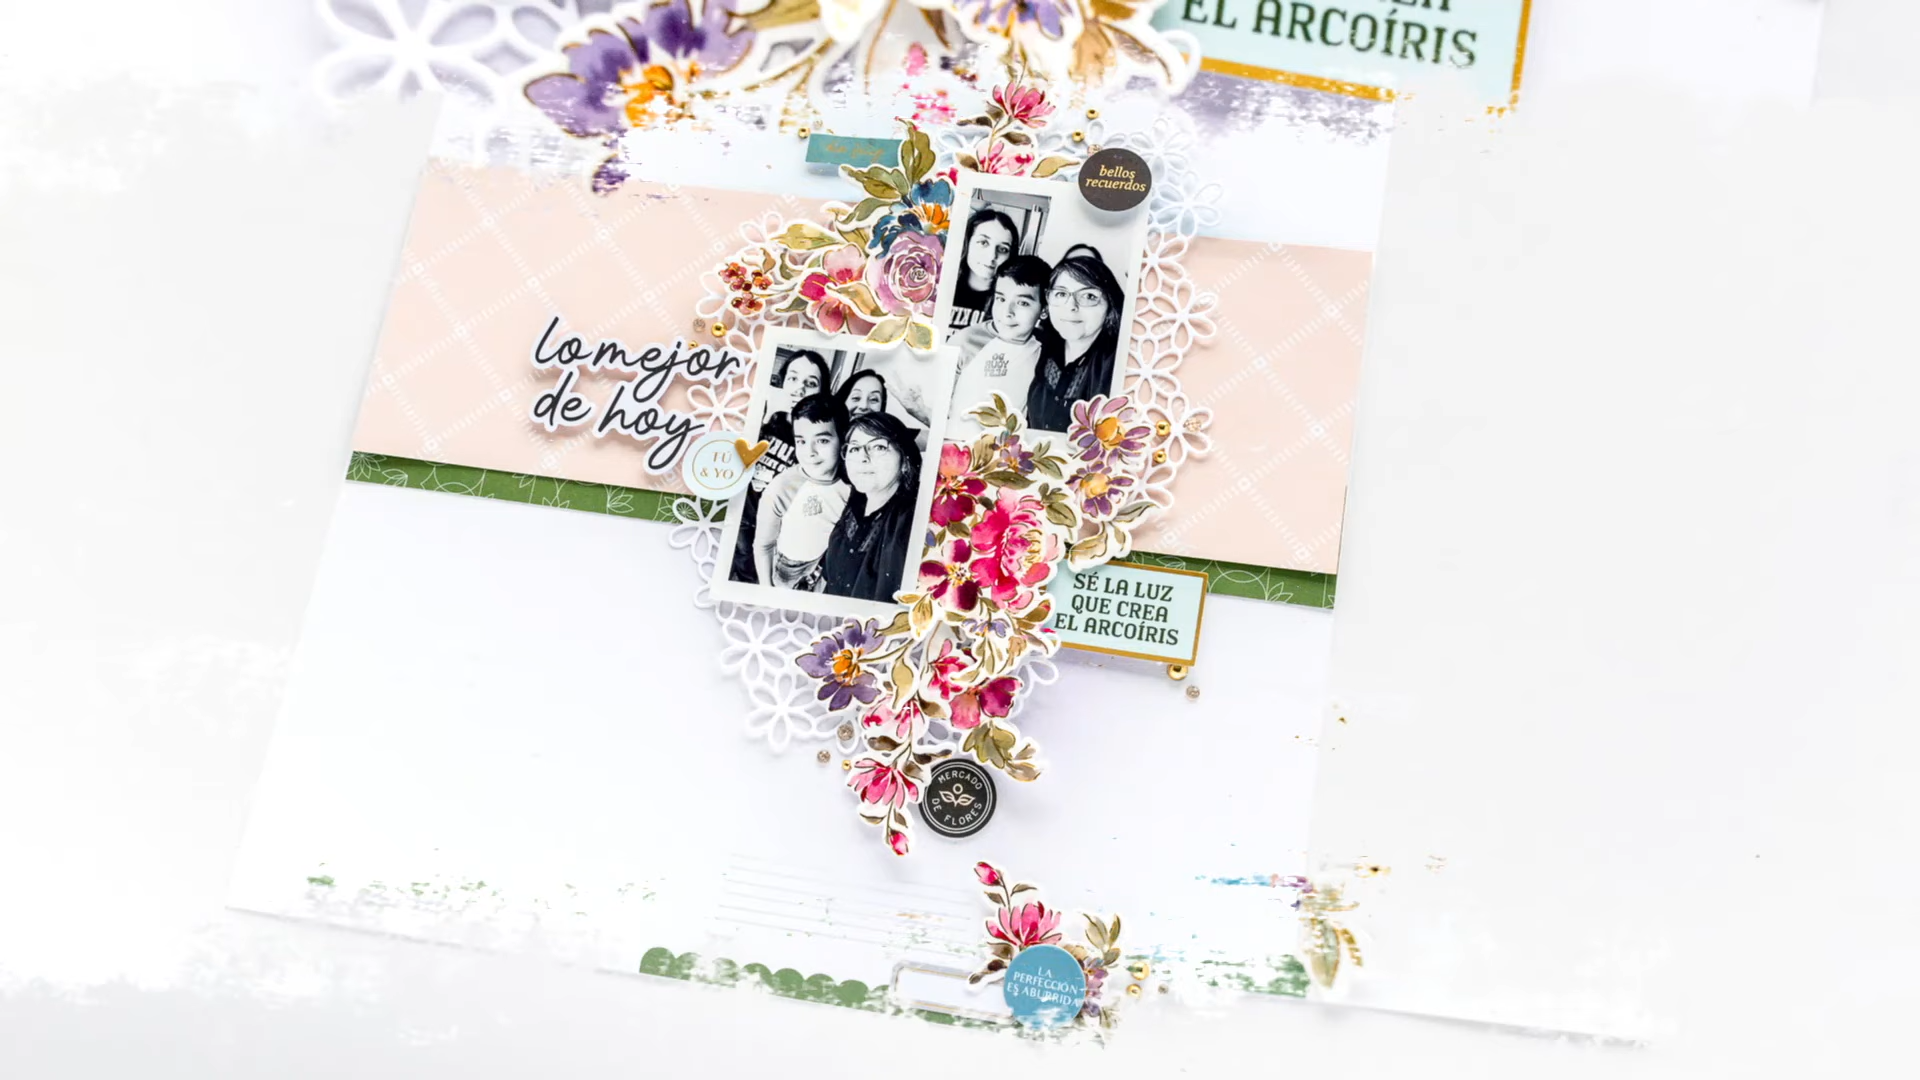 EL ARCOÍRIS
bellos
recuerdos
lo mejor
de hoy
TÚ
& YO
SÉ LA LUZ
QUE CREA
EL ARCOÍRIS
MERCADO
DE FLORES
LA
PERFECCIÓN
ES ABURRIDA